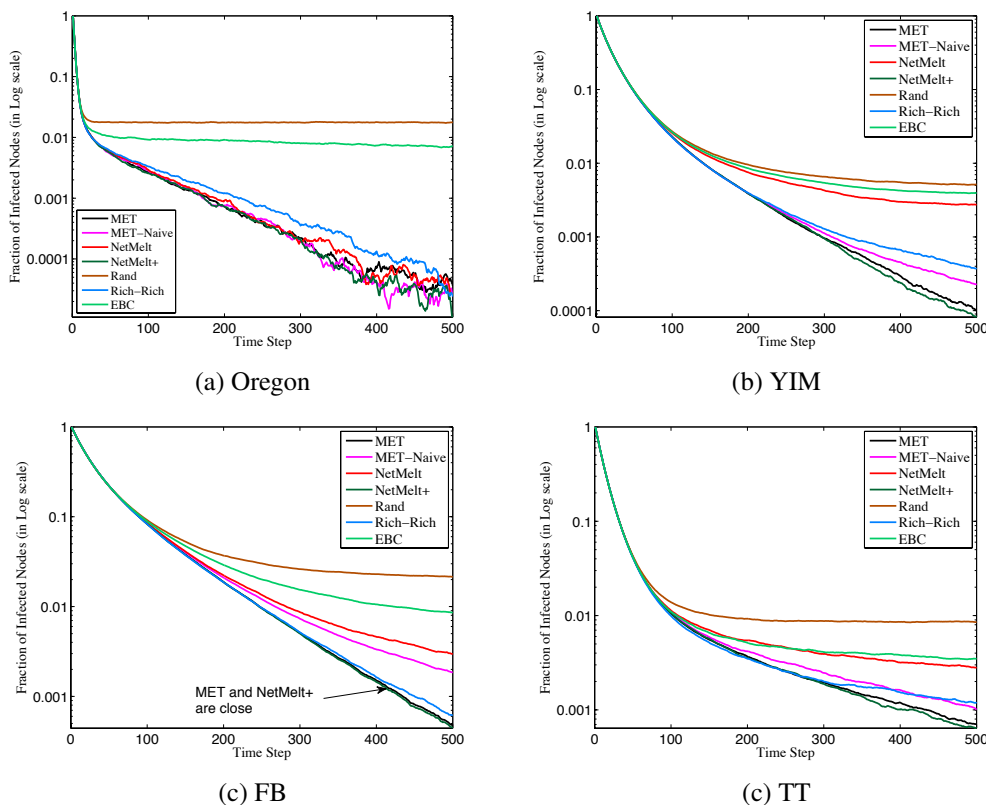 Fraction of Infected Nodes (in Log scale)
1
0.1
0.01
0.001
0.0001
MET
MET−Naive
NetMelt
NetMelt+
Rand
Rich−Rich
EBC
0 100 200 300 400 500
Time Step
(a) Oregon
Fraction of Infected Nodes (in Log scale)
1
0.1
0.01
0.001
0.0001
MET
MET−Naive
NetMelt
NetMelt+
Rand
Rich−Rich
EBC
0 100 200 300 400 500
Time Step
(b) YIM
Fraction of Infected Nodes (in Log scale)
1
0.1
0.01
0.001
MET
MET−Naive
NetMelt
NetMelt+
Rand
Rich−Rich
EBC
MET and NetMelt+
are close
0 100 200 300 400 500
Time Step
(c) FB
Fraction of Infected Nodes (in Log scale)
1
0.1
0.01
0.001
MET
MET−Naive
NetMelt
NetMelt+
Rand
Rich−Rich
EBC
0 100 200 300 400 500
Time Step
(c) TT